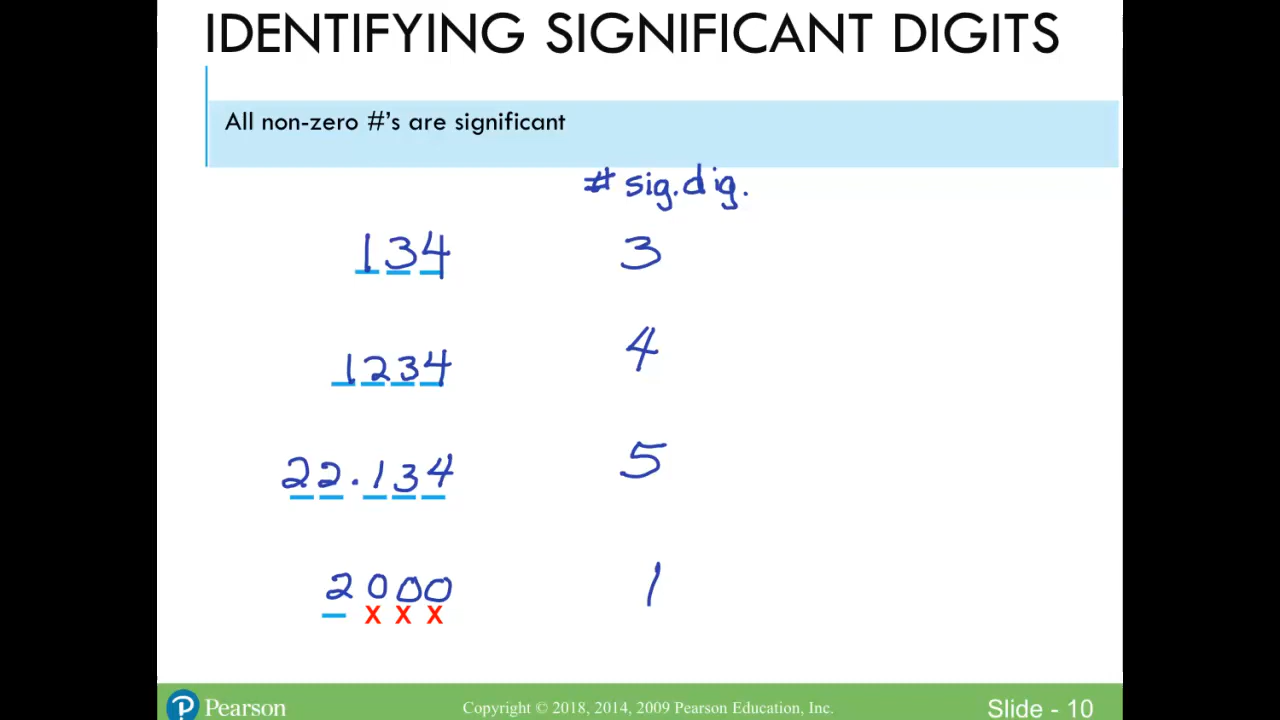 IDENTIFYING SIGNIFICANT DIGITS
All non-zero #'s are significant
# sig.dig.
134 3
1234 4
22.134 5
2000 1
x x x
P Pearson Copyright © 2018, 2014, 2009 Pearson Education, Inc. Slide - 10